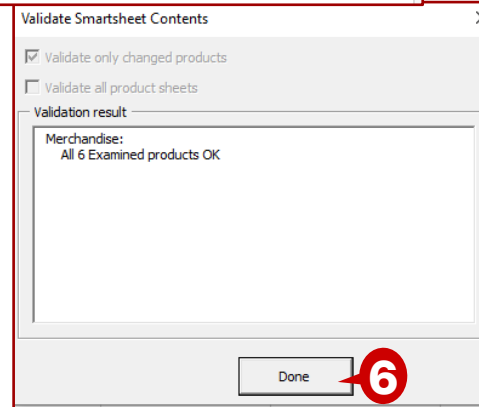 Validate Smartsheet Contents
Validate only changed products
Validate all product sheets
Validation result
Merchandise:
All 6 Examined products OK
Done
6